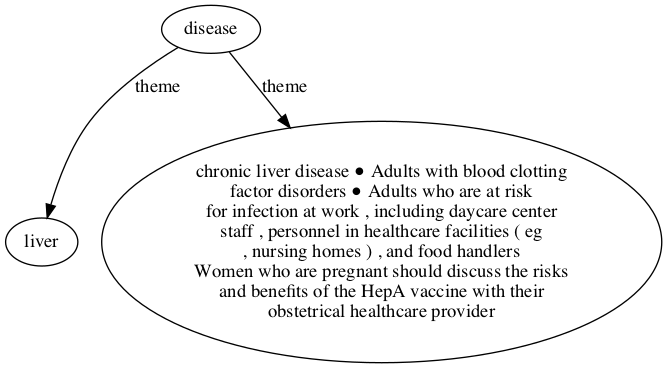 disease
theme
theme
chronic liver disease ● Adults with blood clotting
factor disorders ● Adults who are at risk
for infection at work , including daycare center
staff , personnel in healthcare facilities ( eg
, nursing homes ) , and food handlers
Women who are pregnant should discuss the risks
and benefits of the HepA vaccine with their
obstetrical healthcare provider
liver